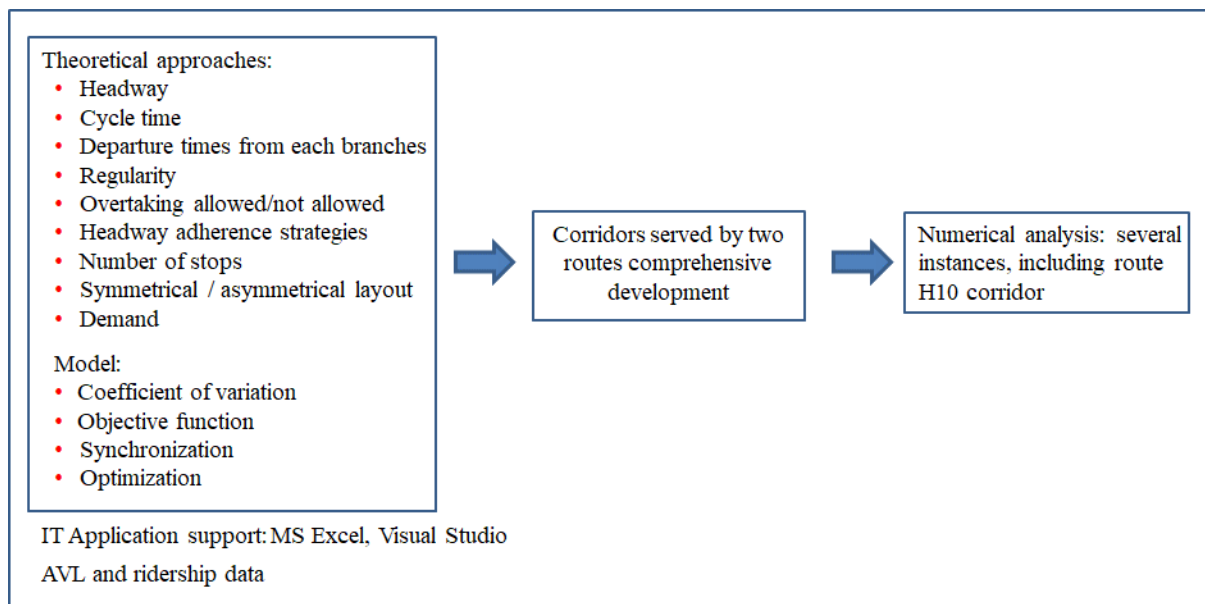 Theoretical approaches:
• Headway
• Cycle time
• Departure times from each branches
• Regularity
• Overtaking allowed/not allowed
• Headway adherence strategies
• Number of stops
• Symmetrical / asymmetrical layout
• Demand
Model:
• Coefficient of variation
• Objective function
• Synchronization
• Optimization
IT Application support: MS Excel, Visual Studio
AVL and ridership data
Corridors served by two
routes comprehensive
development
Numerical analysis: several
instances, including route
H10 corridor